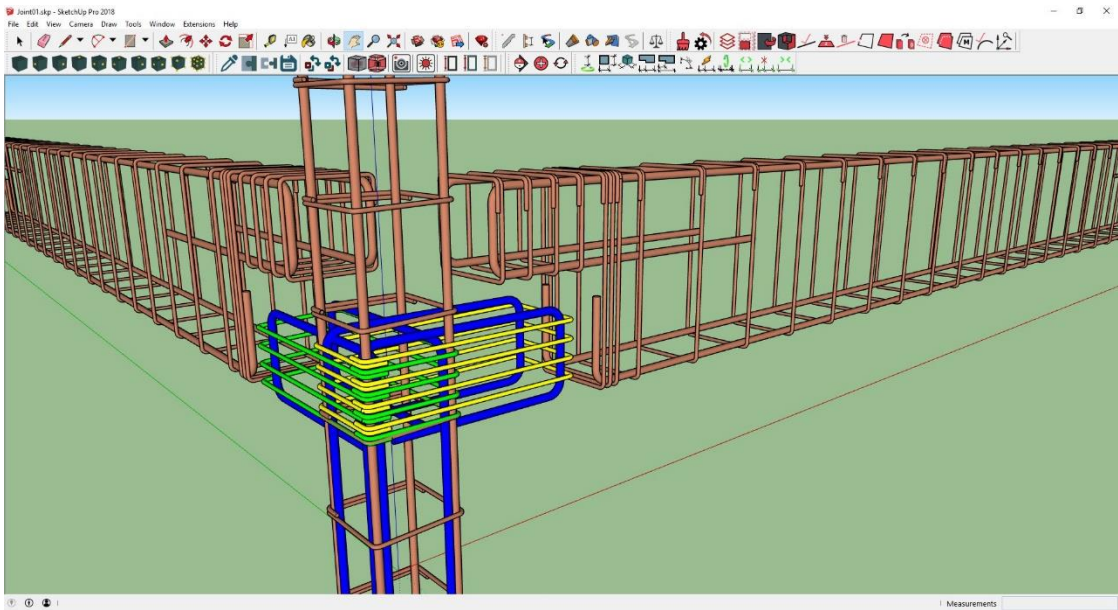 Joint01.skp - SketchUp Pro 2018
File Edit View Camera Draw Tools Window Extensions Help
Measurements